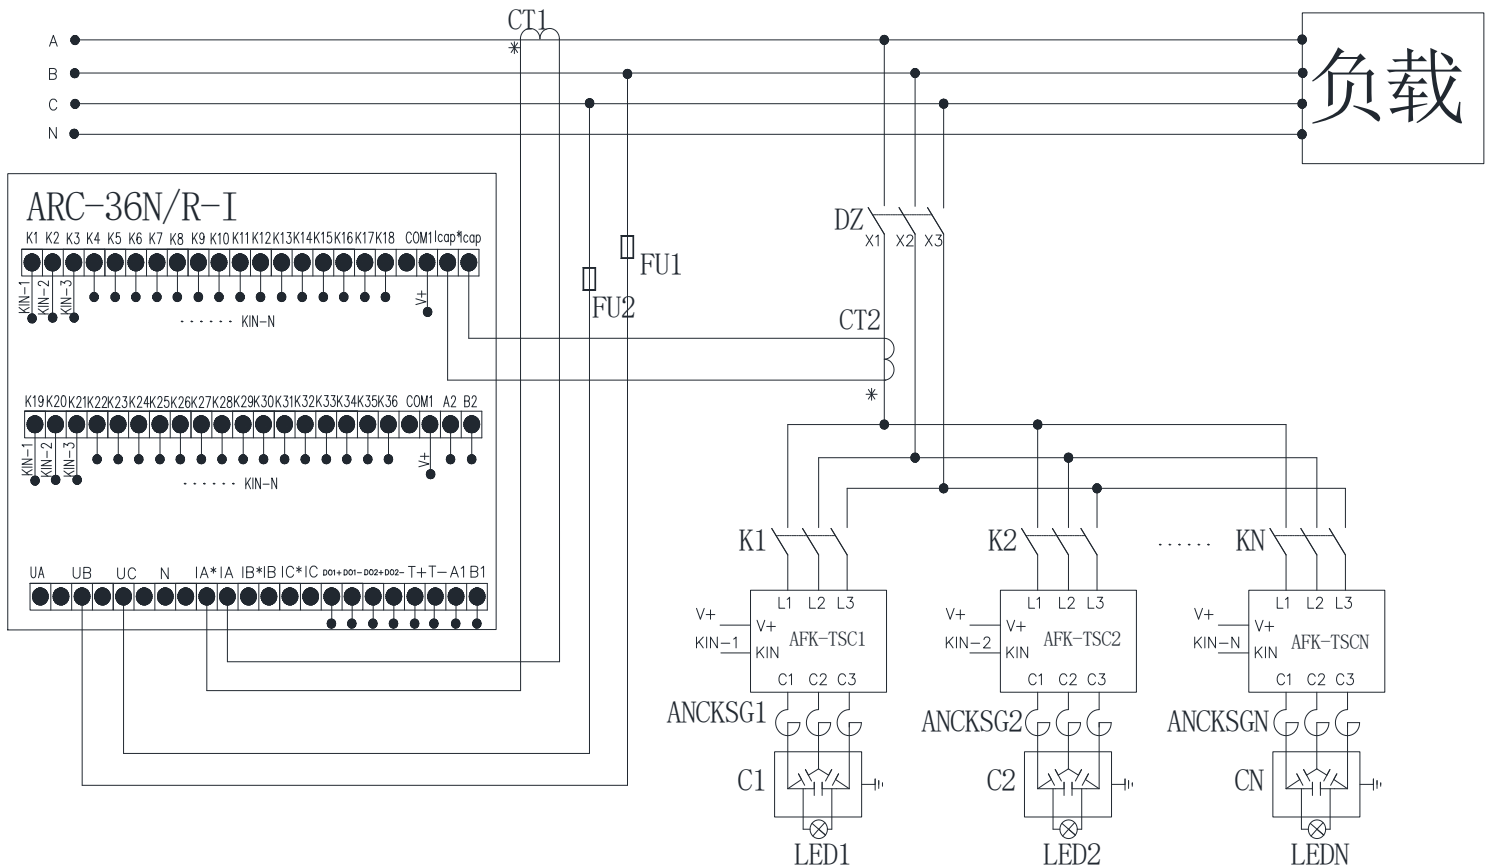 CT1
A
B
C
N
负载
ARC-36N/R-I
K1 K2 K3 K4 K5 K6 K7 K8 K9 K10 K11 K12 K13 K14 K15 K16 K17 K18 COM1 Icap* Icap
KIN-1 KIN-2 KIN-3 V+
······ KIN-N
DZ
X1 X2 X3
FU1
FU2
CT2
K19 K20 K21 K22 K23 K24 K25 K26 K27 K28 K29 K30 K31 K32 K33 K34 K35 K36 COM1 A2 B2
KIN-1 KIN-2 KIN-3 V+
······ KIN-N
UA UB UC N IA* IA IB* IB IC* IC DO1+ DO1- DO2+ DO2- T+ T- A1 B1
K1 K2 ······ KN
L1 L2 L3 L1 L2 L3 L1 L2 L3
V+ V+ V+ V+ V+ V+
AFK-TSC1 AFK-TSC2 AFK-TSCN
KIN-1 KIN KIN-2 KIN KIN-N KIN
C1 C2 C3 C1 C2 C3 C1 C2 C3
ANCKSG1 ANCKSG2 ANCKSGN
C1 C2 CN
LED1 LED2 LEDN